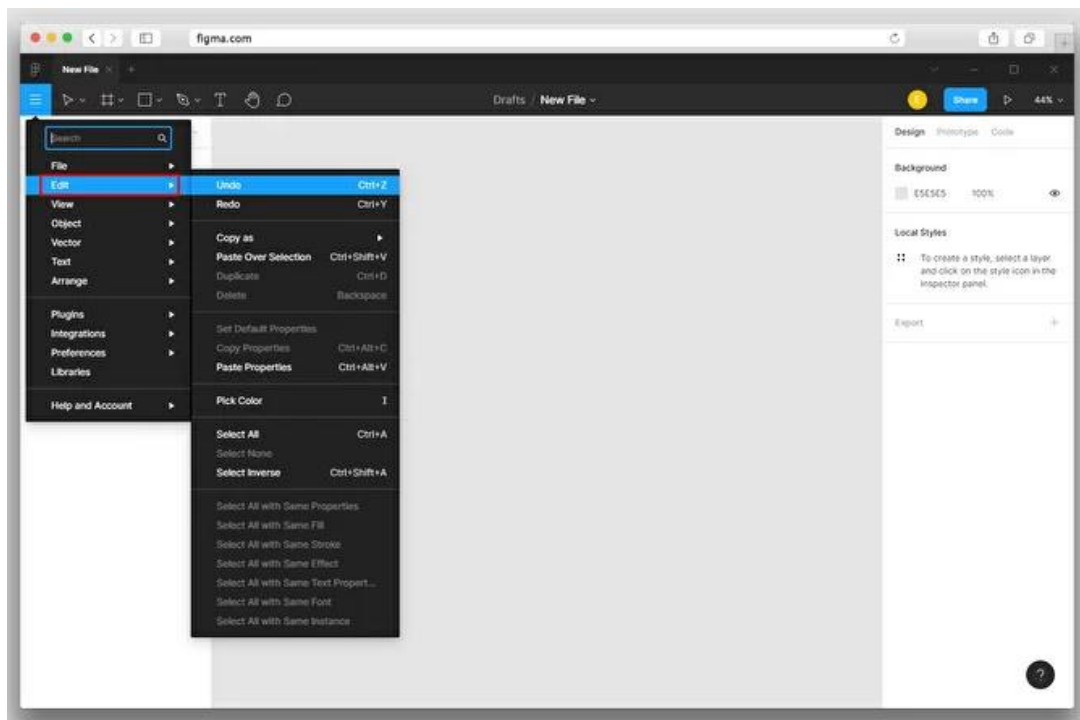 figma.com
New File
Drafts / New File
Share
44%
Search
File
Edit
View
Object
Vector
Text
Arrange
Plugins
Integrations
Preferences
Libraries
Help and Account
Undo Ctrl+Z
Redo Ctrl+Y
Copy as
Paste Over Selection Ctrl+Shift+V
Duplicate Ctrl+D
Delete Backspace
Set Default Properties
Copy Properties Ctrl+Alt+C
Paste Properties Ctrl+Alt+V
Pick Color I
Select All Ctrl+A
Select None
Select Inverse Ctrl+Shift+A
Select All with Same Properties
Select All with Same Fill
Select All with Same Stroke
Select All with Same Effect
Select All with Same Text Propert...
Select All with Same Font
Select All with Same Instance
Design Prototype Code
Background
E5E5E5 100%
Local Styles
To create a style, select a layer
and click on the style icon in the
inspector panel.
Export
?